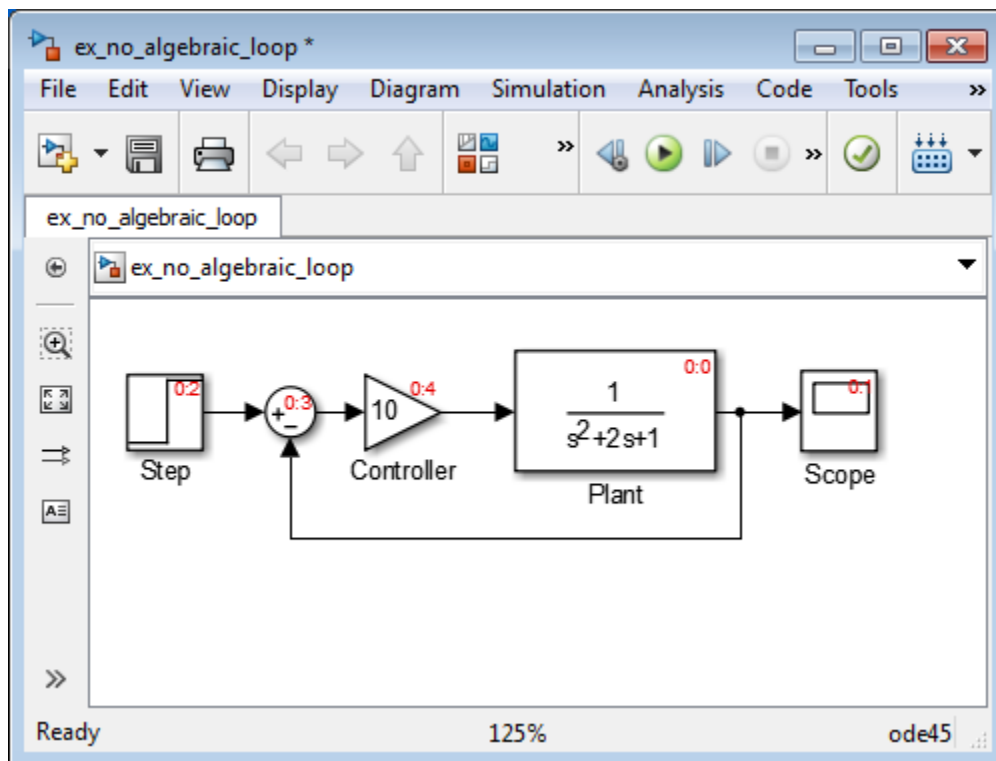 ex_no_algebraic_loop *
File Edit View Display Diagram Simulation Analysis Code Tools »
» »
ex_no_algebraic_loop
ex_no_algebraic_loop
0:2 0:3 0:4 0:0 0:1
+
−
10
1
s²+2s+1
Step Controller Plant Scope
A
»
Ready 125% ode45